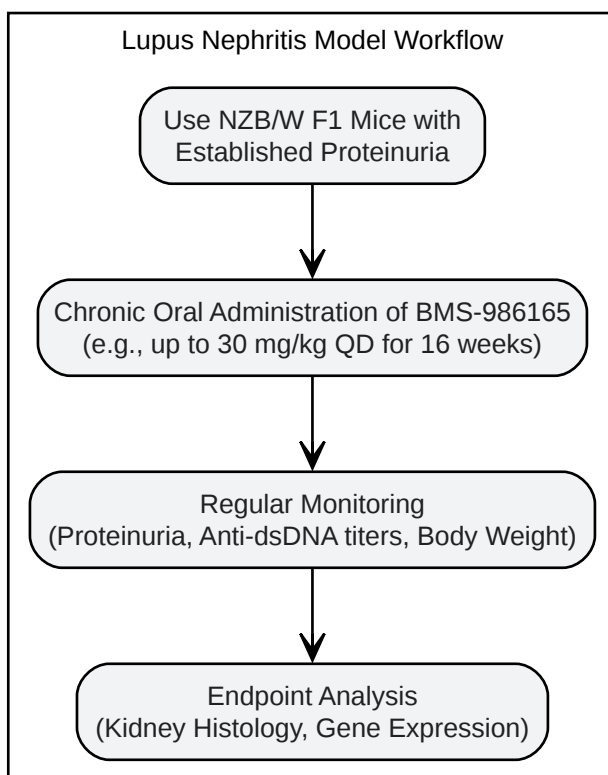 Lupus Nephritis Model Workflow
Use NZB/W F1 Mice with
Established Proteinuria
Chronic Oral Administration of BMS-986165
(e.g., up to 30 mg/kg QD for 16 weeks)
Regular Monitoring
(Proteinuria, Anti-dsDNA titers, Body Weight)
Endpoint Analysis
(Kidney Histology, Gene Expression)